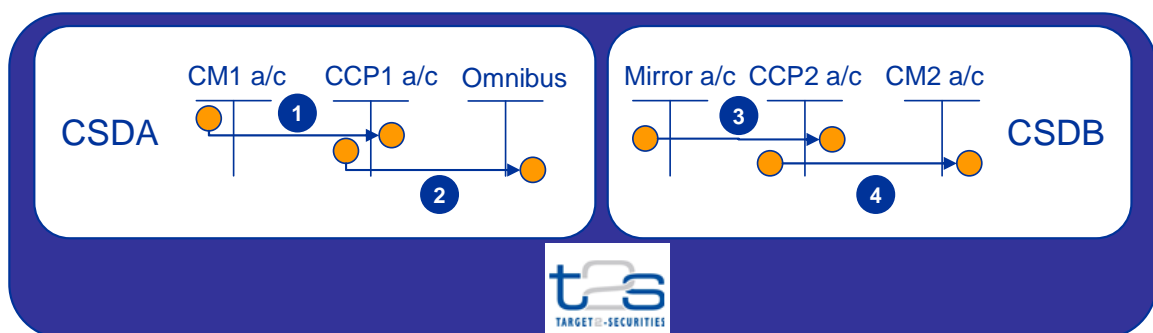 CM1 a/c CCP1 a/c Omnibus
1
CSDA
2
Mirror a/c CCP2 a/c CM2 a/c
3
CSDB
4
t2s
TARGET2-SECURITIES